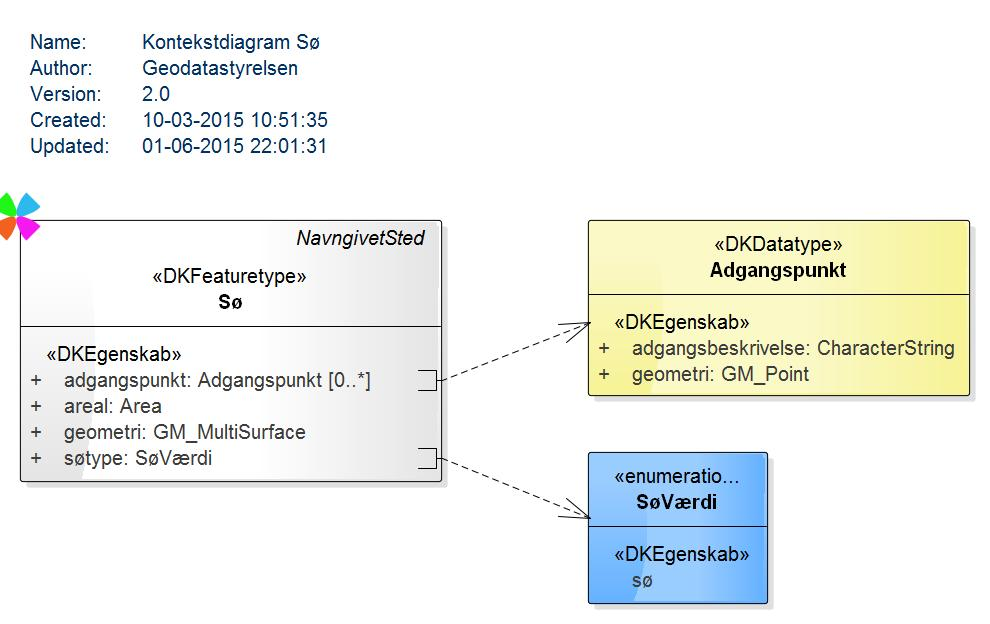 Name: Kontekstdiagram Sø
Author: Geodatastyrelsen
Version: 2.0
Created: 10-03-2015 10:51:35
Updated: 01-06-2015 22:01:31
NavngivetSted
«DKFeaturetype»
Sø
«DKEgenskab»
+ adgangspunkt: Adgangspunkt [0..*]
+ areal: Area
+ geometri: GM_MultiSurface
+ søtype: SøVærdi
«DKDatatype»
Adgangspunkt
«DKEgenskab»
+ adgangsbeskrivelse: CharacterString
+ geometri: GM_Point
«enumeratio...
SøVærdi
«DKEgenskab»
sø